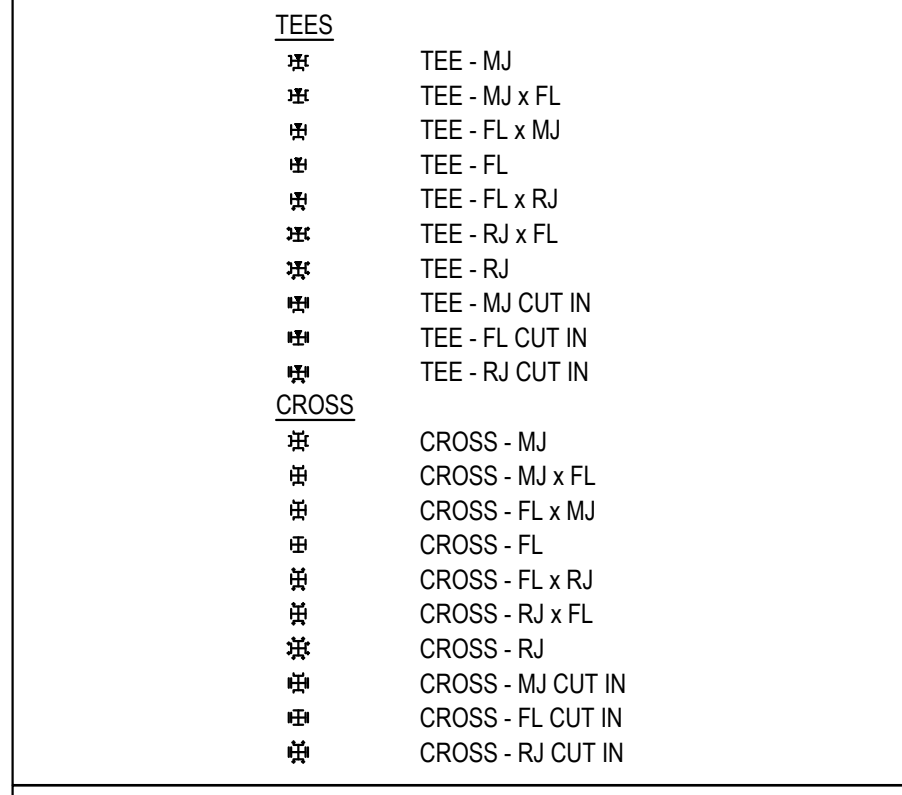 TEES
TEE - MJ
TEE - MJ x FL
TEE - FL x MJ
TEE - FL
TEE - FL x RJ
TEE - RJ x FL
TEE - RJ
TEE - MJ CUT IN
TEE - FL CUT IN
TEE - RJ CUT IN
CROSS
CROSS - MJ
CROSS - MJ x FL
CROSS - FL x MJ
CROSS - FL
CROSS - FL x RJ
CROSS - RJ x FL
CROSS - RJ
CROSS - MJ CUT IN
CROSS - FL CUT IN
CROSS - RJ CUT IN